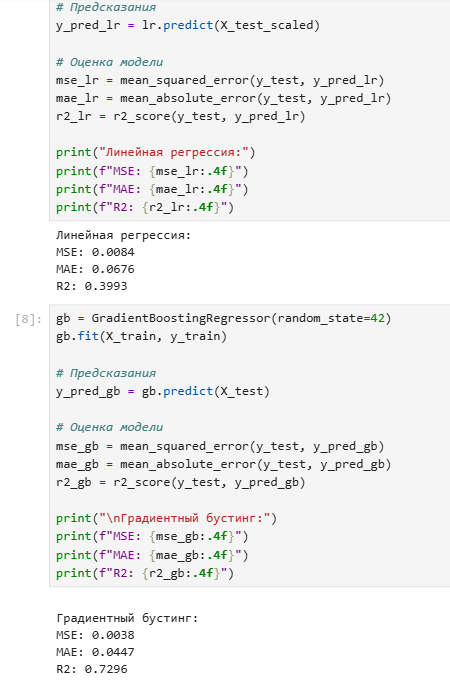 # Предсказания
y_pred_lr = lr.predict(X_test_scaled)
# Оценка модели
mse_lr = mean_squared_error(y_test, y_pred_lr)
mae_lr = mean_absolute_error(y_test, y_pred_lr)
r2_lr = r2_score(y_test, y_pred_lr)
print("Линейная регрессия:")
print(f"MSE: {mse_lr:.4f}")
print(f"MAE: {mae_lr:.4f}")
print(f"R2: {r2_lr:.4f}")
Линейная регрессия:
MSE: 0.0084
MAE: 0.0676
R2: 0.3993
[8]: gb = GradientBoostingRegressor(random_state=42)
gb.fit(X_train, y_train)
# Предсказания
y_pred_gb = gb.predict(X_test)
# Оценка модели
mse_gb = mean_squared_error(y_test, y_pred_gb)
mae_gb = mean_absolute_error(y_test, y_pred_gb)
r2_gb = r2_score(y_test, y_pred_gb)
print("\nГрадиентный бустинг:")
print(f"MSE: {mse_gb:.4f}")
print(f"MAE: {mae_gb:.4f}")
print(f"R2: {r2_gb:.4f}")
Градиентный бустинг:
MSE: 0.0038
MAE: 0.0447
R2: 0.7296